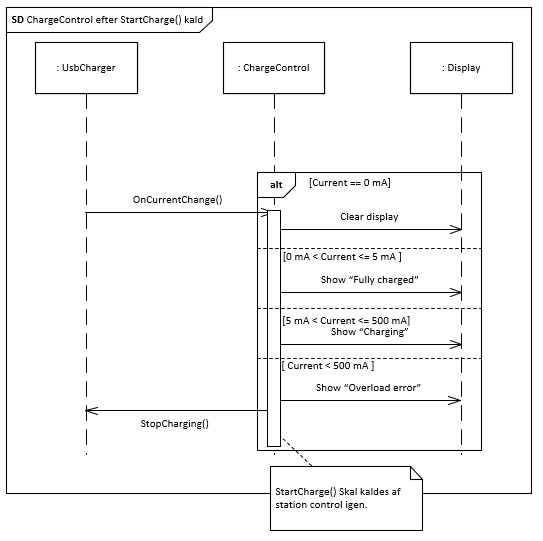 SD ChargeControl efter StartCharge() kald
: UsbCharger
: ChargeControl
: Display
alt
[Current == 0 mA]
OnCurrentChange()
Clear display
[0 mA < Current <= 5 mA ]
Show “Fully charged”
[5 mA < Current <= 500 mA]
Show “Charging”
[ Current < 500 mA ]
Show “Overload error”
StopCharging()
StartCharge() Skal kaldes af
station control igen.